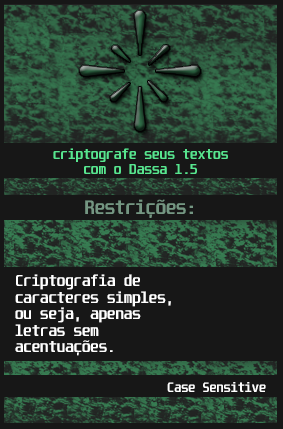 criptografe seus textos
com o Dassa 1.5
Restrições:
Criptografia de
caracteres simples,
ou seja, apenas
letras sem
acentuações.
Case Sensitive